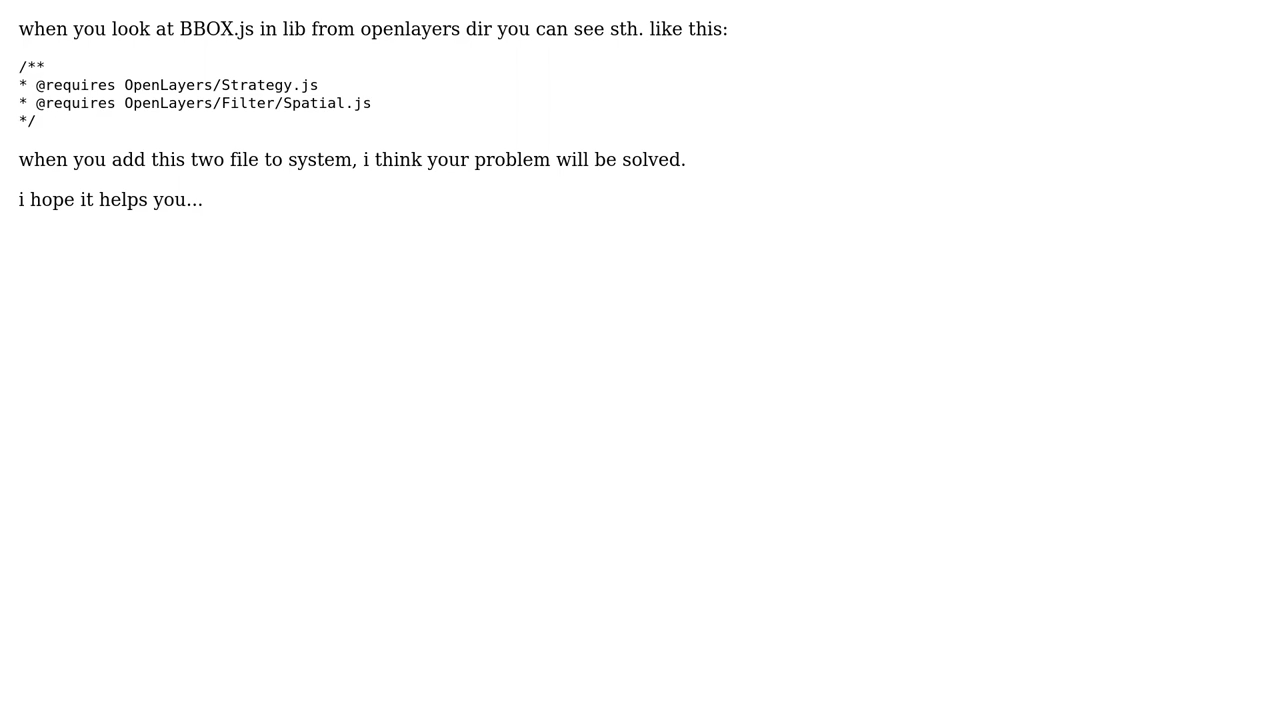 when you look at BBOX.js in lib from openlayers dir you can see sth. like this:
/**
* @requires OpenLayers/Strategy.js
* @requires OpenLayers/Filter/Spatial.js
*/
when you add this two file to system, i think your problem will be solved.
i hope it helps you...